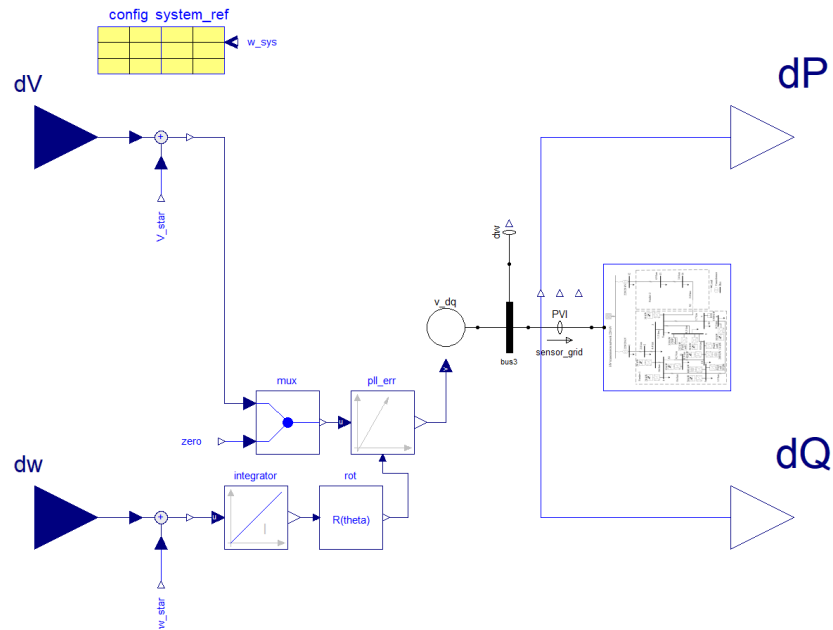 config system_ref
w_sys
dV
dP
+
V_star
dw
v_dq
PVI
bus3
sensor_grid
mux
pll_err
u
y
zero
dw
dQ
integrator
rot
u
I
R(theta)
+
w_star